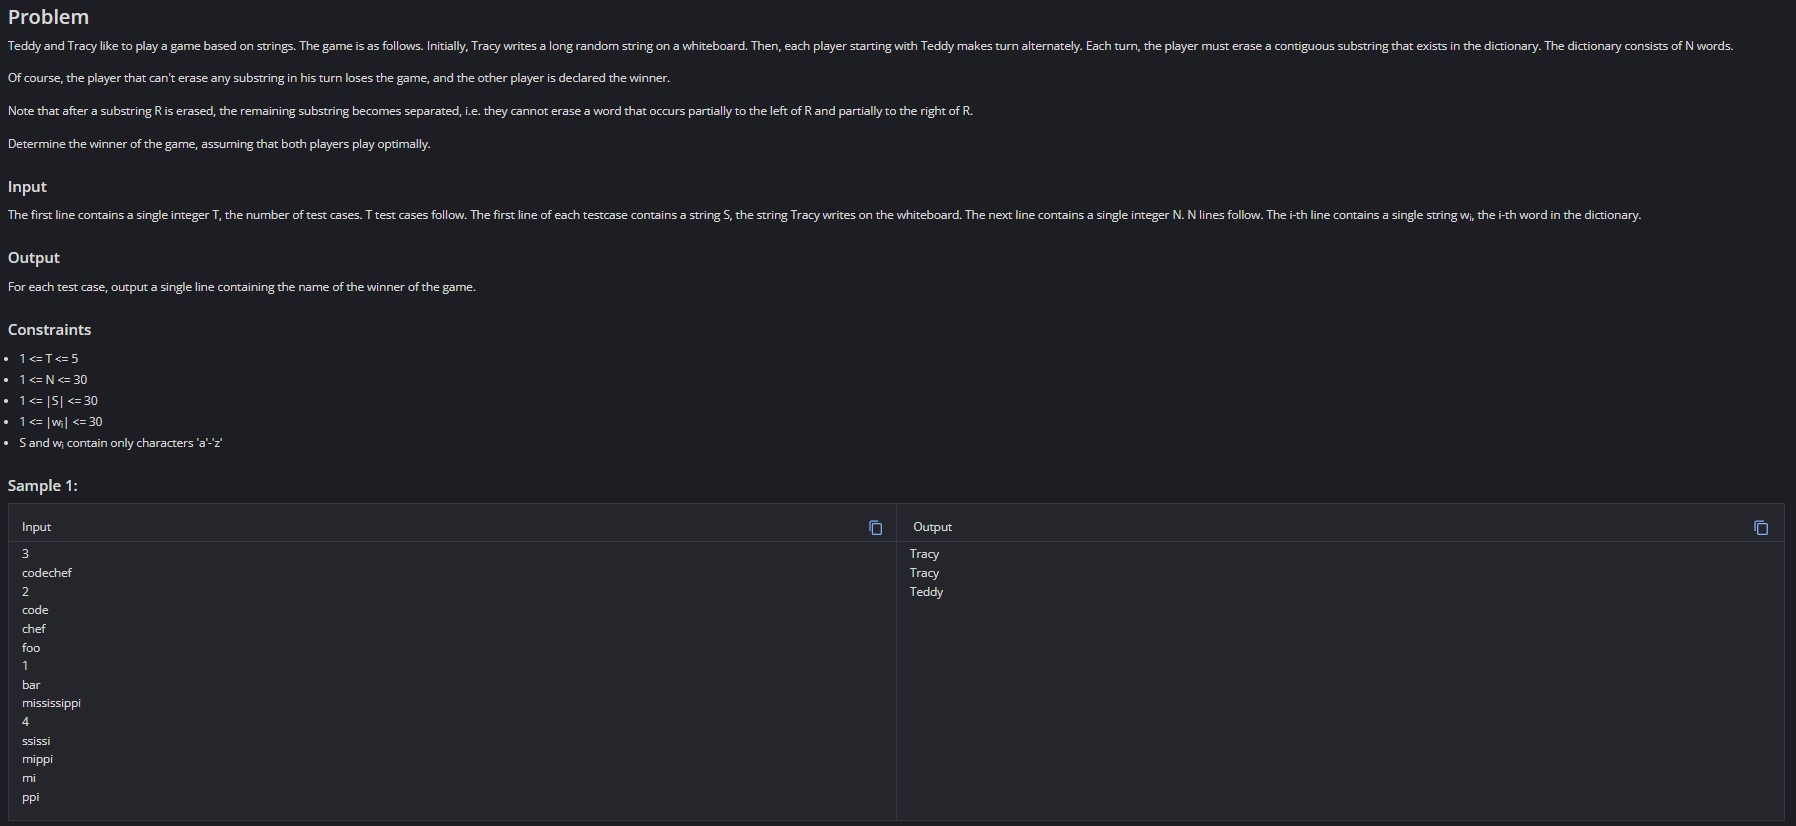 Problem
Teddy and Tracy like to play a game based on strings. The game is as follows. Initially, Tracy writes a long random string on a whiteboard. Then, each player starting with Teddy makes turn alternately. Each turn, the player must erase a contiguous substring that exists in the dictionary. The dictionary consists of N words.
Of course, the player that can't erase any substring in his turn loses the game, and the other player is declared the winner.
Note that after a substring R is erased, the remaining substring becomes separated, i.e. they cannot erase a word that occurs partially to the left of R and partially to the right of R.
Determine the winner of the game, assuming that both players play optimally.
Input
The first line contains a single integer T, the number of test cases. T test cases follow. The first line of each testcase contains a string S, the string Tracy writes on the whiteboard. The next line contains a single integer N. N lines follow. The i-th line contains a single string wi, the i-th word in the dictionary.
Output
For each test case, output a single line containing the name of the winner of the game.
Constraints
• 1 <= T <= 5
• 1 <= N <= 30
• 1 <= |S| <= 30
• 1 <= |wi| <= 30
• S and wi contain only characters 'a'-'z'
Sample 1:
Input
Output
3
codechef
2
code
chef
foo
1
bar
mississippi
4
ssissi
mippi
mi
ppi
Tracy
Tracy
Teddy